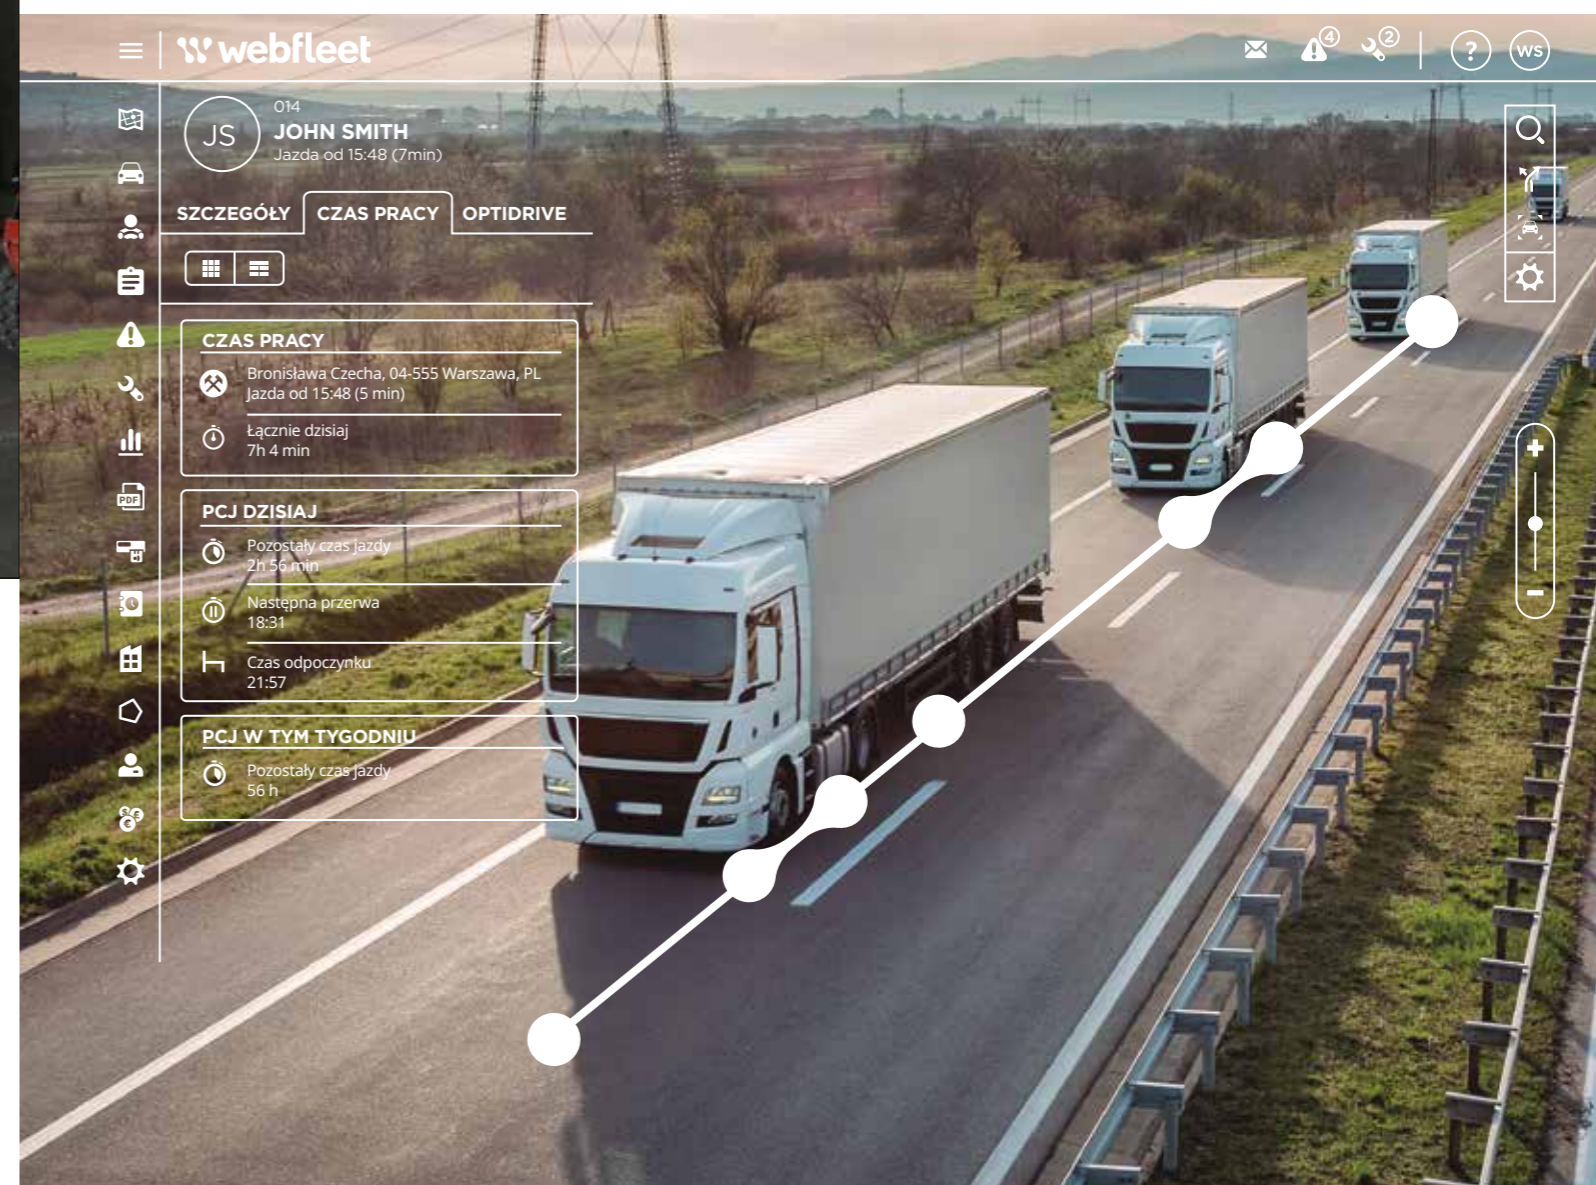 webfleet
4
2
?
WS
JS
014
JOHN SMITH
Jazda od 15:48 (7min)
SZCZEGÓŁY
CZAS PRACY
OPTIDRIVE
CZAS PRACY
Bronisława Czecha, 04-555 Warszawa, PL
Jazda od 15:48 (5 min)
Łącznie dzisiaj
7h 4 min
PDF
PCJ DZISIAJ
Pozostały czas jazdy
2h 56 min
Następna przerwa
18:31
Czas odpoczynku
21:57
PCJ W TYM TYGODNIU
Pozostały czas jazdy
56 h